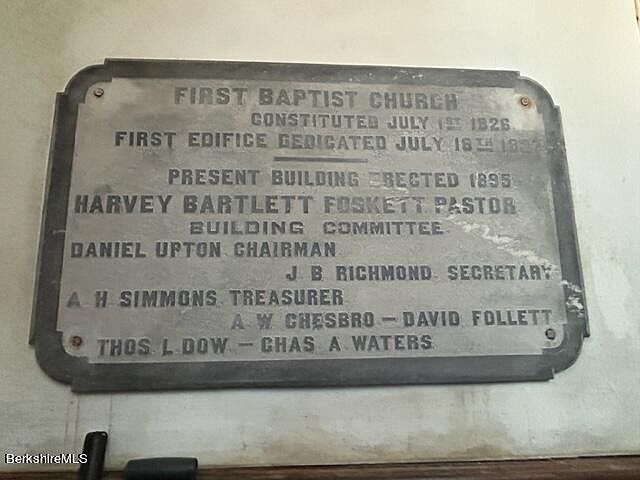 FIRST BAPTIST CHURCH
CONSTITUTED JULY 1ST 1826
FIRST EDIFICE DEDICATED JULY 18TH
PRESENT BUILDING ERECTED 1895
HARVEY BARTLETT FOSKETT PASTOR
BUILDING COMMITTEE
DANIEL UPTON CHAIRMAN
J B RICHMOND SECRETARY
A H SIMMONS TREASURER
A W CHESBRO — DAVID FOLLETT
THOS L DOW — CHAS A WATERS
BerkshireMLS